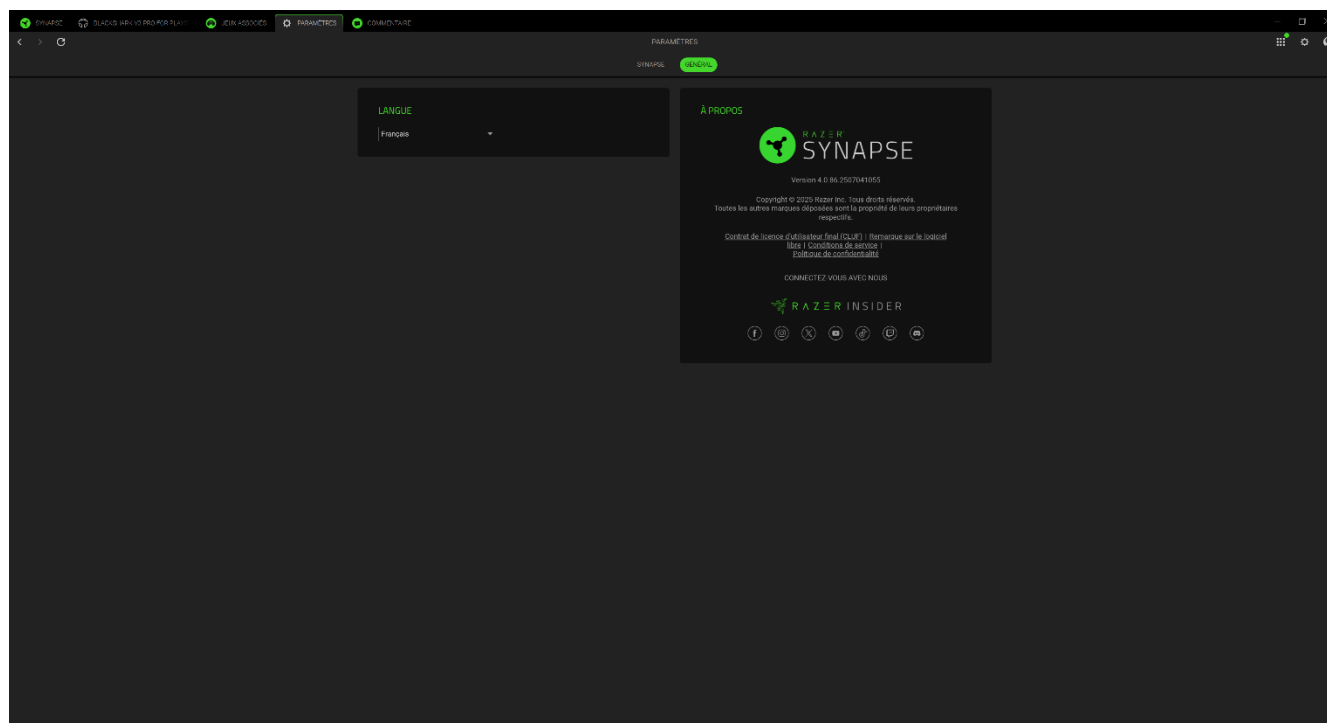 SYNAPSE
BLACKSHARK V3 PRO FOR PLAY
JEUX ASSOCIÉS
PARAMÈTRES
COMMENTAIRE
PARAMÈTRES
SYNAPSE
GÉNÉRAL
LANGUE
Français
À PROPOS
RAZER
SYNAPSE
Version 4.0.86.2507041055
Copyright © 2025 Razer Inc. Tous droits réservés.
Toutes les autres marques déposées sont la propriété de leurs propriétaires
respectifs.
Contrat de licence d'utilisateur final (CLUF) | Remarque sur le logiciel
libre | Conditions de service |
Politique de confidentialité
CONNECTEZ-VOUS AVEC NOUS
RAZER INSIDER